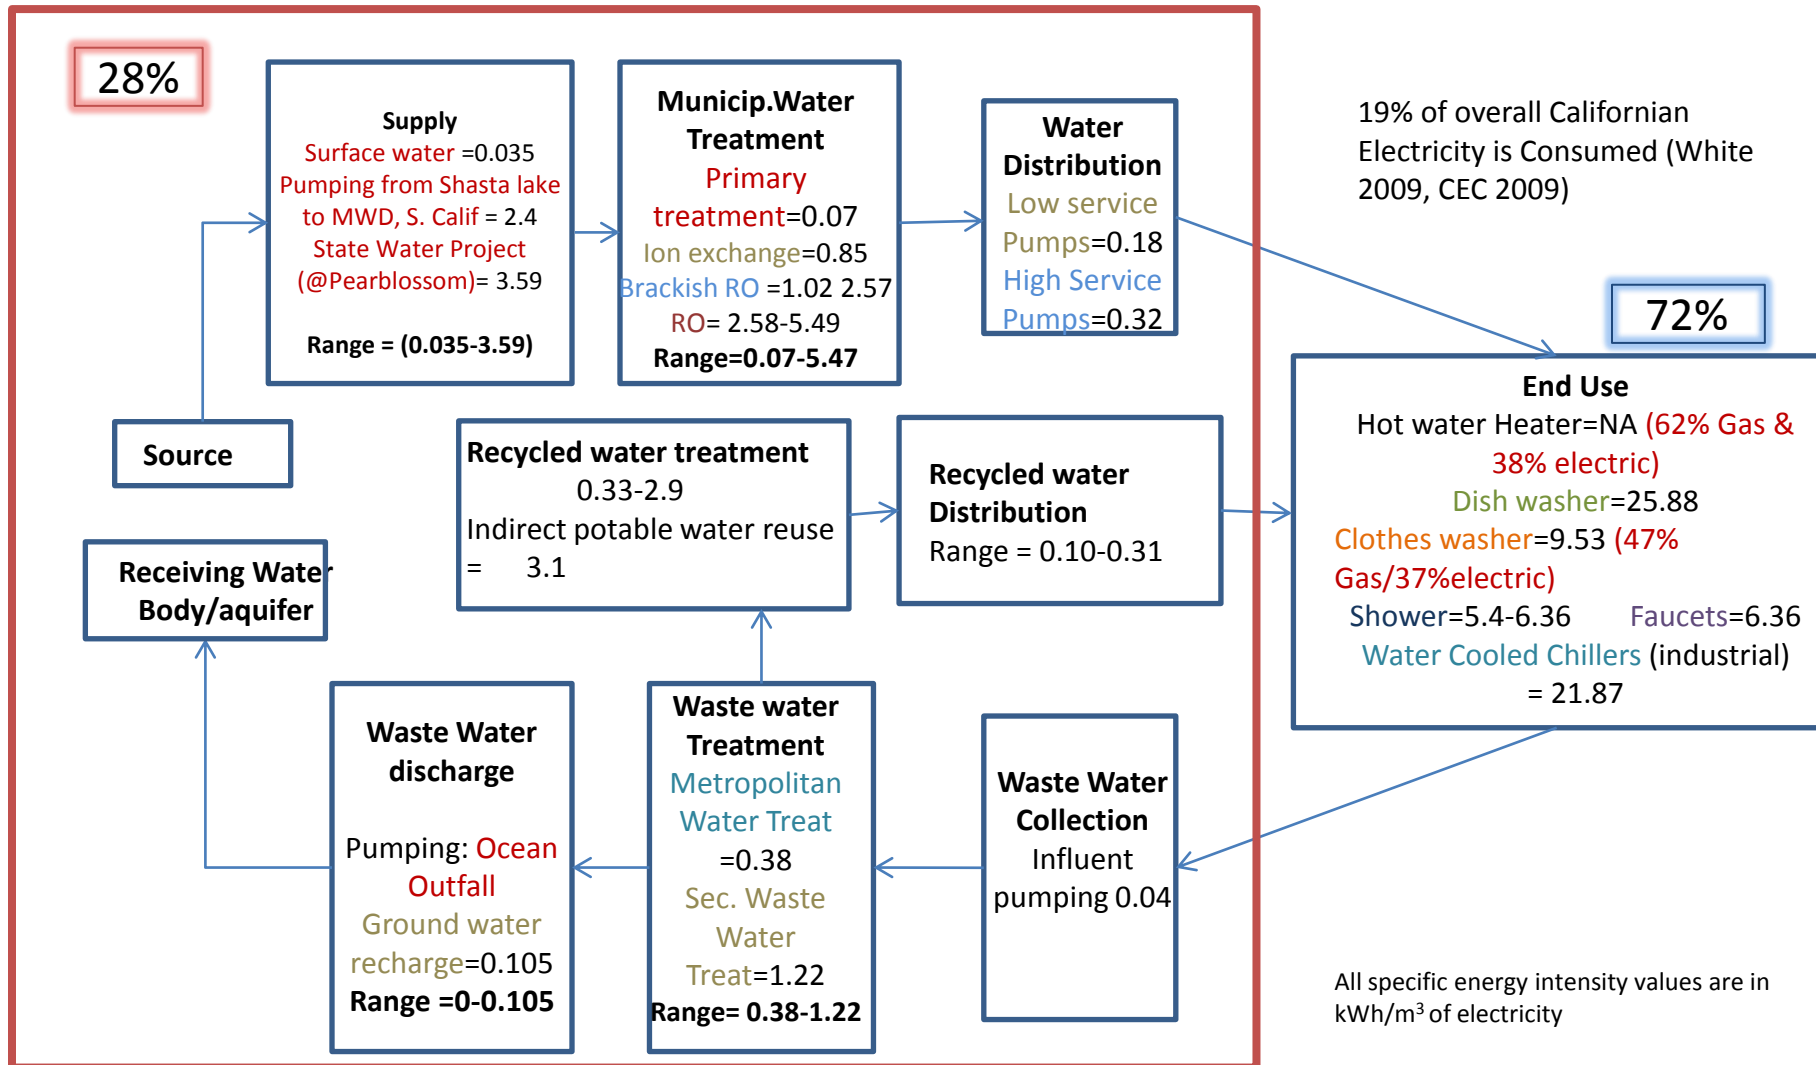 28%
Supply
Surface water =0.035
Pumping from Shasta lake
to MWD, S. Calif = 2.4
State Water Project
(@Pearblossom)= 3.59
Range = (0.035-3.59)
Municip.Water
Treatment
Primary
treatment=0.07
Ion exchange=0.85
Brackish RO =1.02 2.57
RO= 2.58-5.49
Range=0.07-5.47
Water
Distribution
Low service
Pumps=0.18
High Service
Pumps=0.32
19% of overall Californian
Electricity is Consumed (White
2009, CEC 2009)
72%
End Use
Hot water Heater=NA (62% Gas &
38% electric)
Dish washer=25.88
Clothes washer=9.53 (47%
Gas/37%electric)
Shower=5.4-6.36 Faucets=6.36
Water Cooled Chillers (industrial)
= 21.87
Source
Recycled water treatment
0.33-2.9
Indirect potable water reuse
= 3.1
Recycled water
Distribution
Range = 0.10-0.31
Receiving Water
Body/aquifer
Waste Water
discharge
Pumping: Ocean
Outfall
Ground water
recharge=0.105
Range =0-0.105
Waste water
Treatment
Metropolitan
Water Treat
=0.38
Sec. Waste
Water
Treat=1.22
Range= 0.38-1.22
Waste Water
Collection
Influent
pumping 0.04
All specific energy intensity values are in
kWh/m³ of electricity